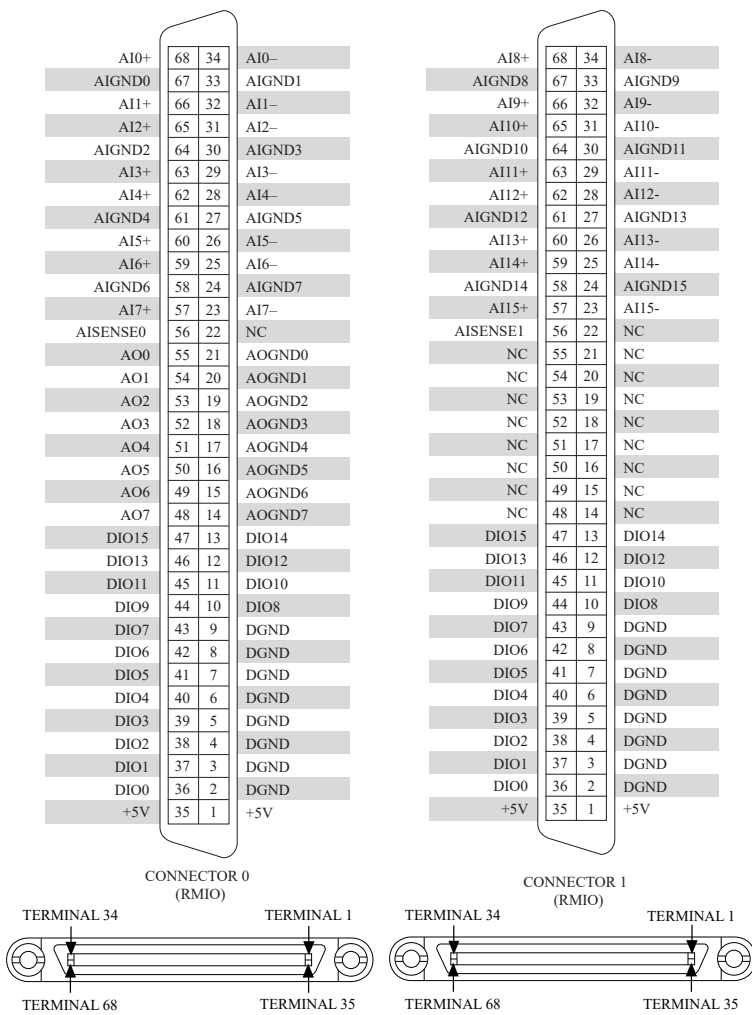 AI0+ 68 34 AI0–
AIGND0 67 33 AIGND1
AI1+ 66 32 AI1–
AI2+ 65 31 AI2–
AIGND2 64 30 AIGND3
AI3+ 63 29 AI3–
AI4+ 62 28 AI4–
AIGND4 61 27 AIGND5
AI5+ 60 26 AI5–
AI6+ 59 25 AI6–
AIGND6 58 24 AIGND7
AI7+ 57 23 AI7–
AISENSE0 56 22 NC
AO0 55 21 AOGND0
AO1 54 20 AOGND1
AO2 53 19 AOGND2
AO3 52 18 AOGND3
AO4 51 17 AOGND4
AO5 50 16 AOGND5
AO6 49 15 AOGND6
AO7 48 14 AOGND7
DIO15 47 13 DIO14
DIO13 46 12 DIO12
DIO11 45 11 DIO10
DIO9 44 10 DIO8
DIO7 43 9 DGND
DIO6 42 8 DGND
DIO5 41 7 DGND
DIO4 40 6 DGND
DIO3 39 5 DGND
DIO2 38 4 DGND
DIO1 37 3 DGND
DIO0 36 2 DGND
+5V 35 1 +5V
CONNECTOR 0
(RMIO)
TERMINAL 34 TERMINAL 1
TERMINAL 68 TERMINAL 35
AI8+ 68 34 AI8-
AIGND8 67 33 AIGND9
AI9+ 66 32 AI9-
AI10+ 65 31 AI10-
AIGND10 64 30 AIGND11
AI11+ 63 29 AI11-
AI12+ 62 28 AI12-
AIGND12 61 27 AIGND13
AI13+ 60 26 AI13-
AI14+ 59 25 AI14-
AIGND14 58 24 AIGND15
AI15+ 57 23 AI15-
AISENSE1 56 22 NC
NC 55 21 NC
NC 54 20 NC
NC 53 19 NC
NC 52 18 NC
NC 51 17 NC
NC 50 16 NC
NC 49 15 NC
NC 48 14 NC
DIO15 47 13 DIO14
DIO13 46 12 DIO12
DIO11 45 11 DIO10
DIO9 44 10 DIO8
DIO7 43 9 DGND
DIO6 42 8 DGND
DIO5 41 7 DGND
DIO4 40 6 DGND
DIO3 39 5 DGND
DIO2 38 4 DGND
DIO1 37 3 DGND
DIO0 36 2 DGND
+5V 35 1 +5V
CONNECTOR 1
(RMIO)
TERMINAL 34 TERMINAL 1
TERMINAL 68 TERMINAL 35